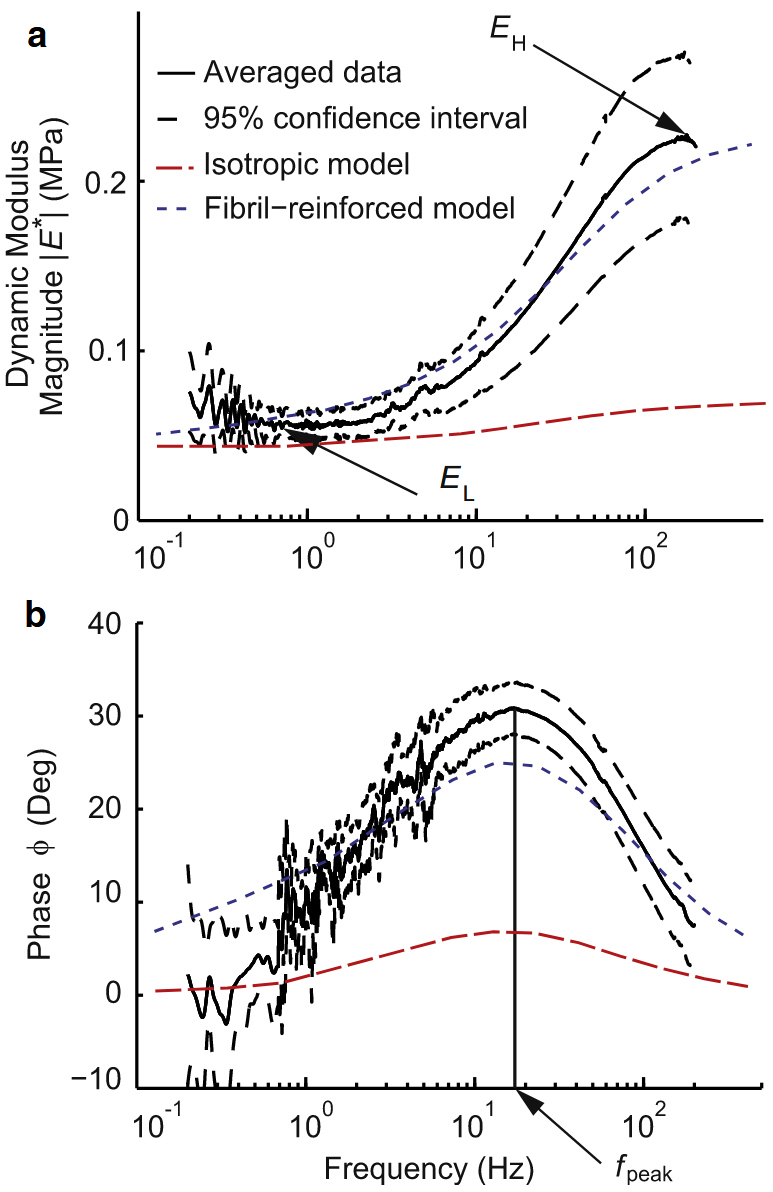 a
E_H
Averaged data
95% confidence interval
Isotropic model
Fibril−reinforced model
Dynamic Modulus
Magnitude |E*| (MPa)
0.2
0.1
0
E_L
10^-1 10^0 10^1 10^2
b
40
30
20
10
0
−10
Phase ϕ (Deg)
10^-1 10^0 10^1 10^2
Frequency (Hz)
f_peak